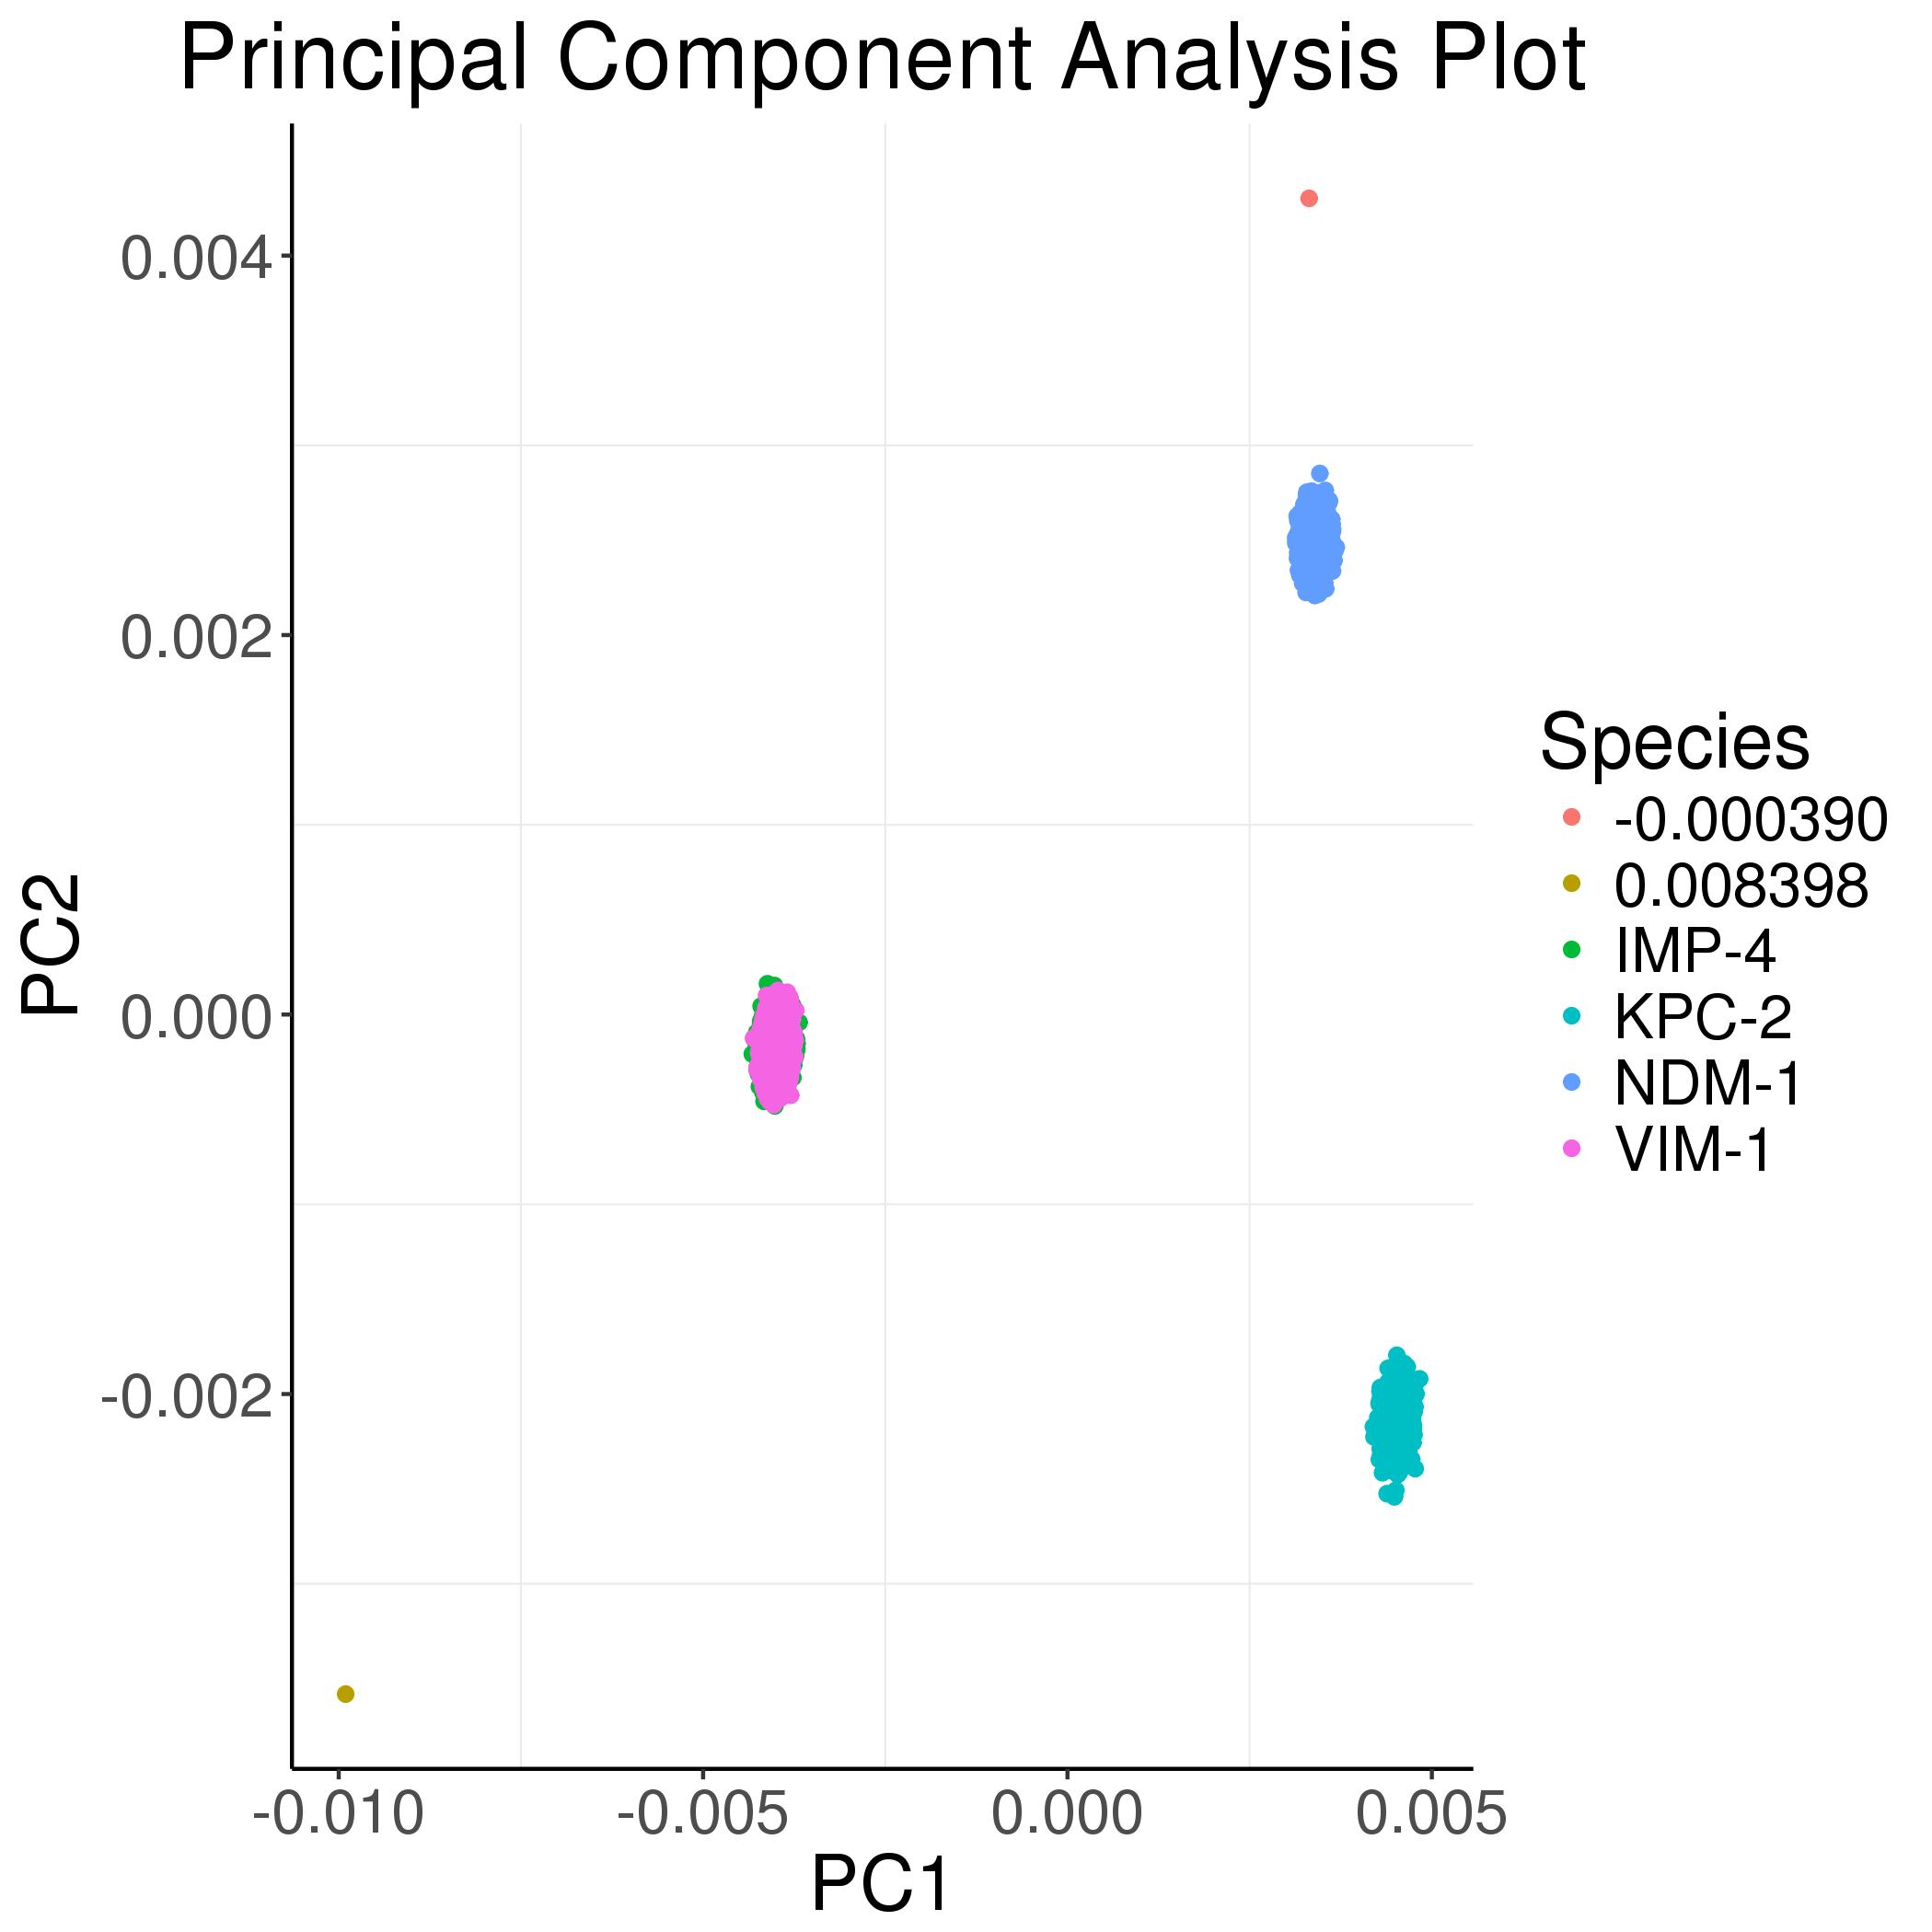 Principal Component Analysis Plot
0.004
0.002
0.000
-0.002
PC2
-0.010
-0.005
0.000
0.005
PC1
Species
-0.000390
0.008398
IMP-4
KPC-2
NDM-1
VIM-1